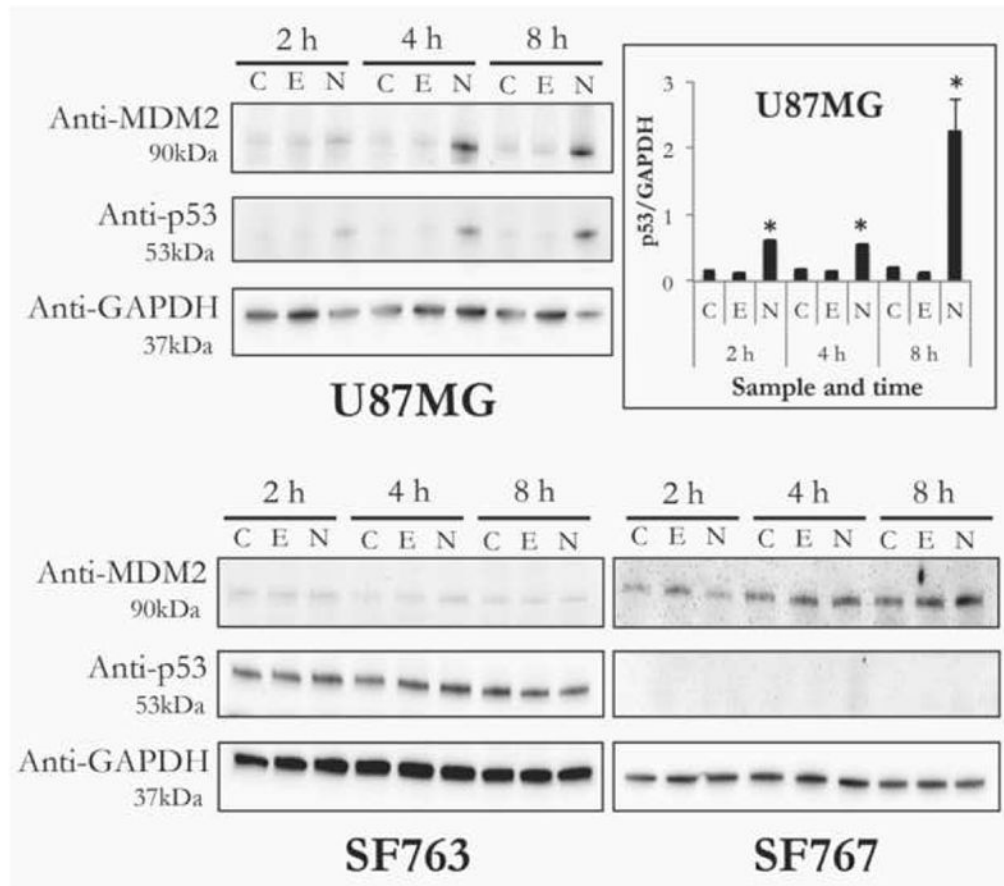 2 h 4 h 8 h
C E N C E N C E N
Anti-MDM2
90kDa
Anti-p53
53kDa
Anti-GAPDH
37kDa
U87MG
U87MG
p53/GAPDH
3
2
1
0
* * *
C E N C E N C E N
2 h 4 h 8 h
Sample and time
2 h 4 h 8 h 2 h 4 h 8 h
C E N C E N C E N C E N C E N C E N
Anti-MDM2
90kDa
Anti-p53
53kDa
Anti-GAPDH
37kDa
SF763 SF767